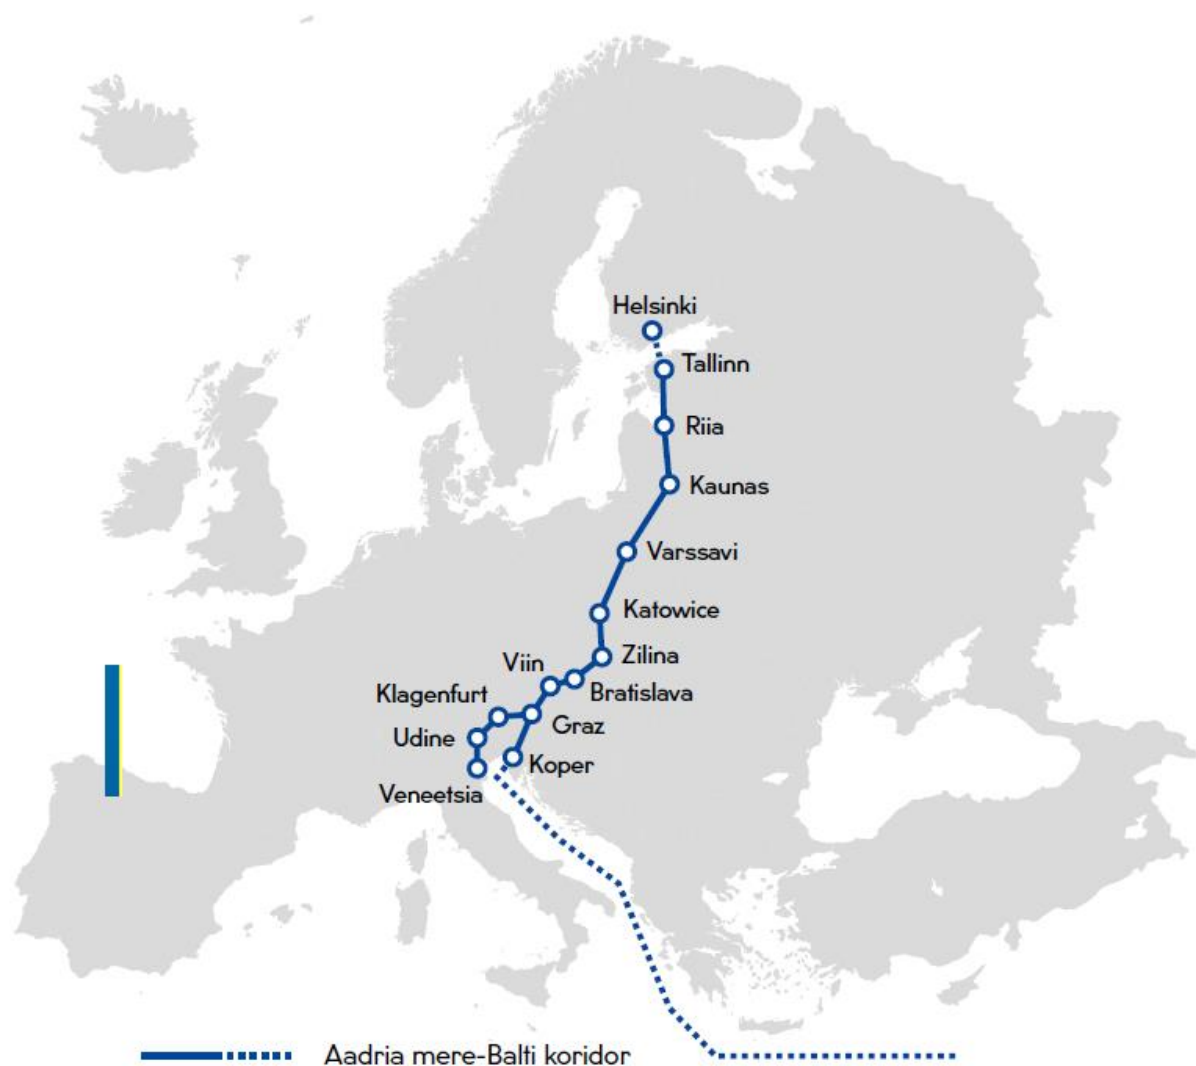 Helsinki
Tallinn
Riia
Kaunas
Varssavi
Katowice
Zilina
Viin
Bratislava
Klagenfurt
Graz
Udine
Koper
Veneetsia
Aadria mere-Balti koridor